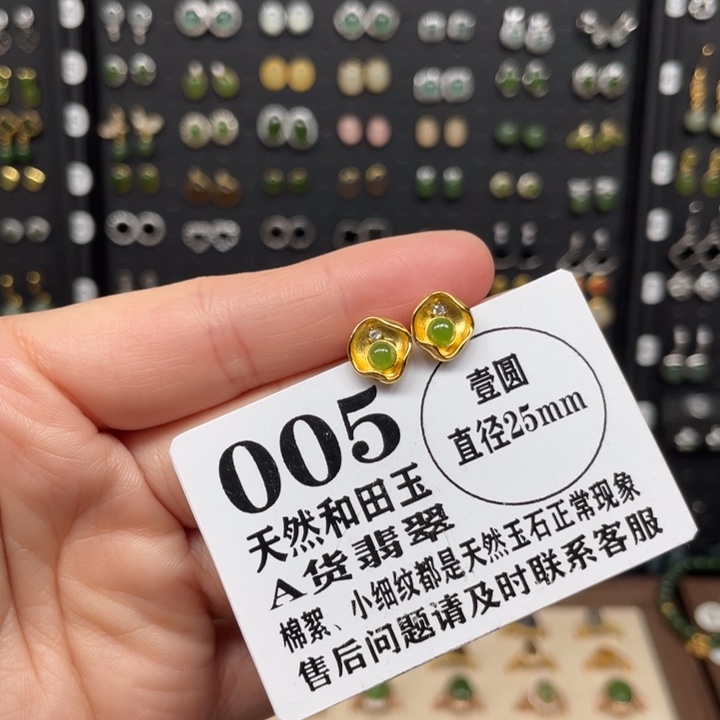 005
壹圆
直径25mm
天然和田玉
A货翡翠
棉絮、小细纹都是天然玉石正常现象
售后问题请及时联系客服